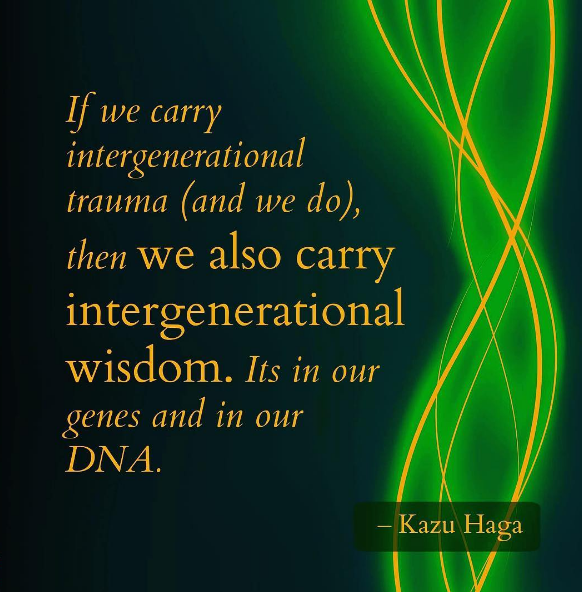 If we carry
intergenerational
trauma (and we do),
then we also carry
intergenerational
wisdom. Its in our
genes and in our
DNA.
– Kazu Haga